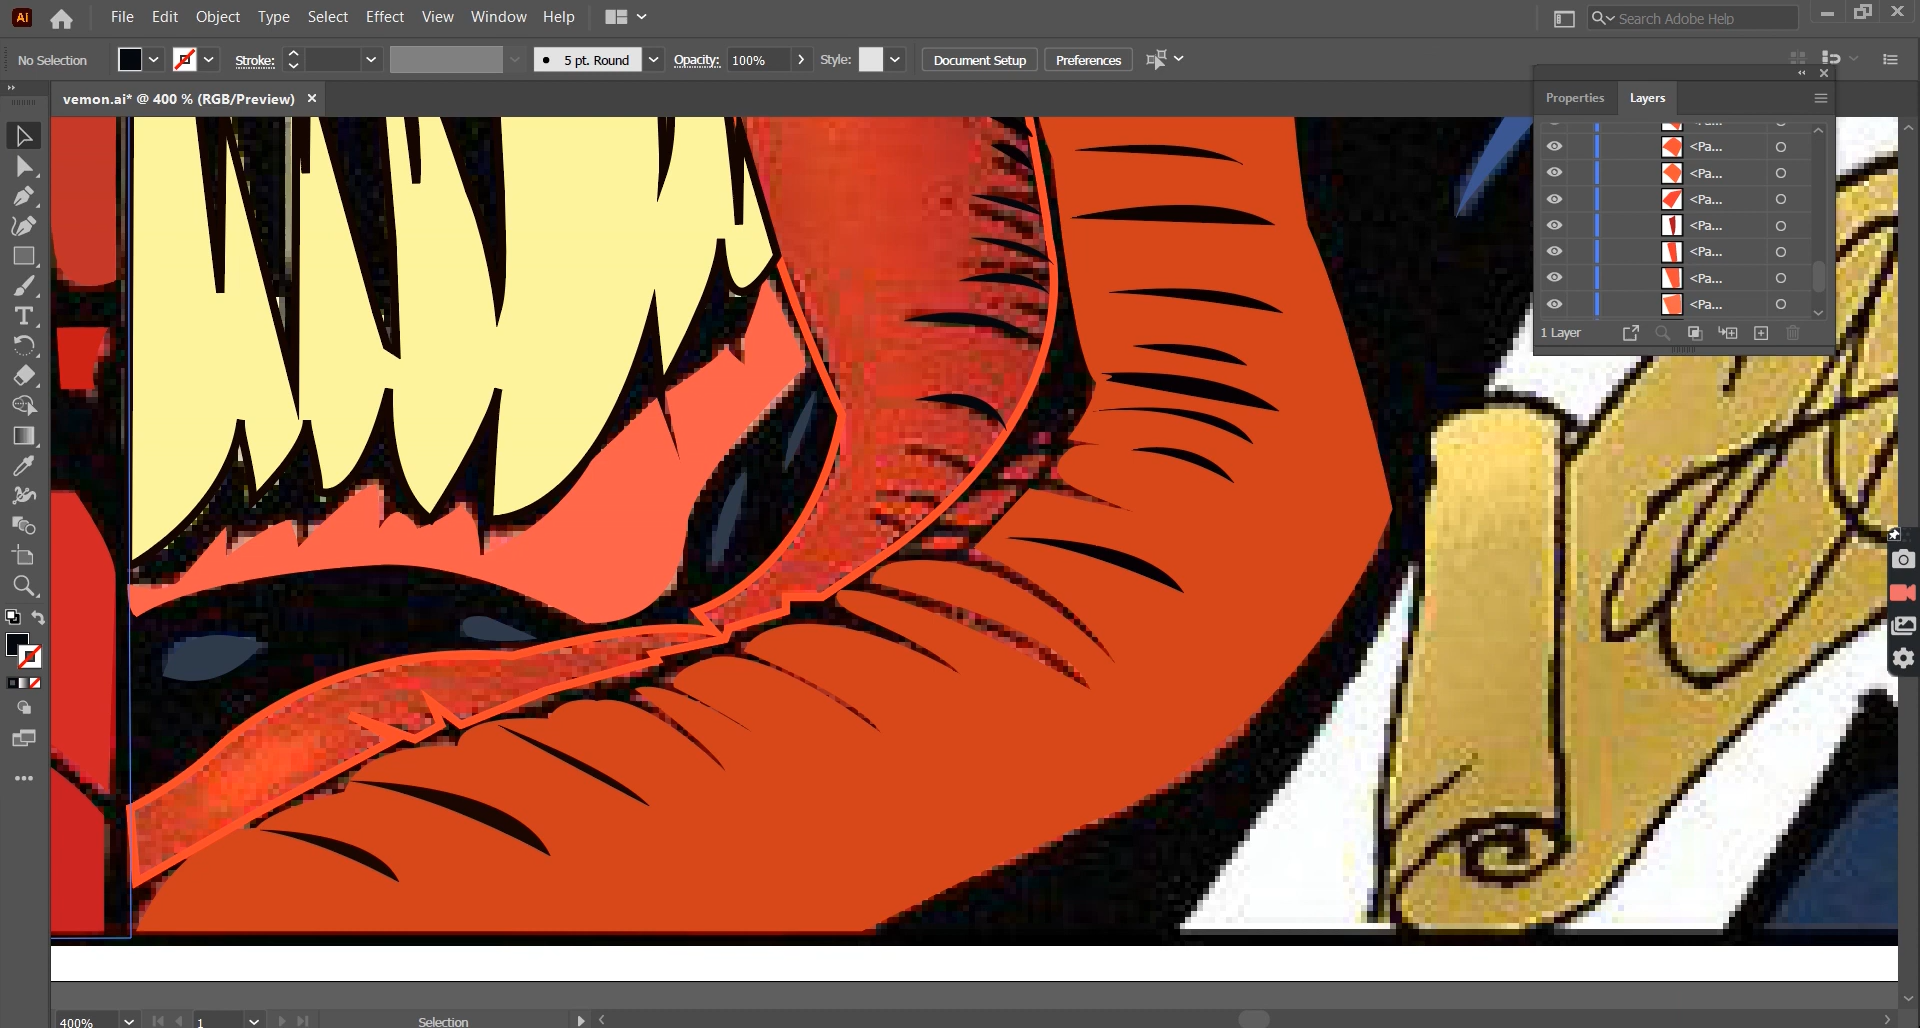 Ai File Edit Object Type Select Effect View Window Help Search Adobe Help
No Selection Stroke: 5 pt. Round Opacity: 100% Style: Document Setup Preferences
vemon.ai* @ 400 % (RGB/Preview)
Properties Layers
<Pa...
<Pa...
<Pa...
<Pa...
<Pa...
<Pa...
<Pa...
1 Layer
400% 1 Selection